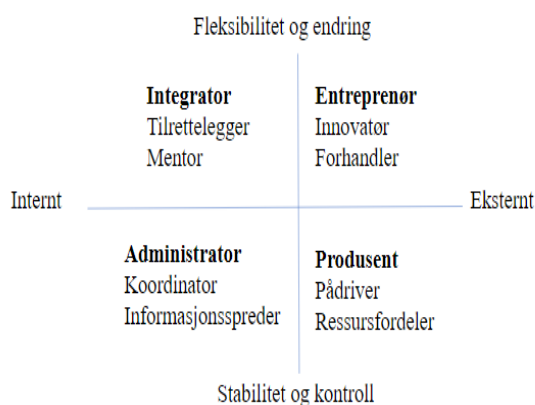 Fleksibilitet og endring
Integrator
Tilrettelegger
Mentor
Entreprenør
Innovatør
Forhandler
Internt
Eksternt
Administrator
Koordinator
Informasjonsspreder
Produsent
Pådriver
Ressursfordeler
Stabilitet og kontroll